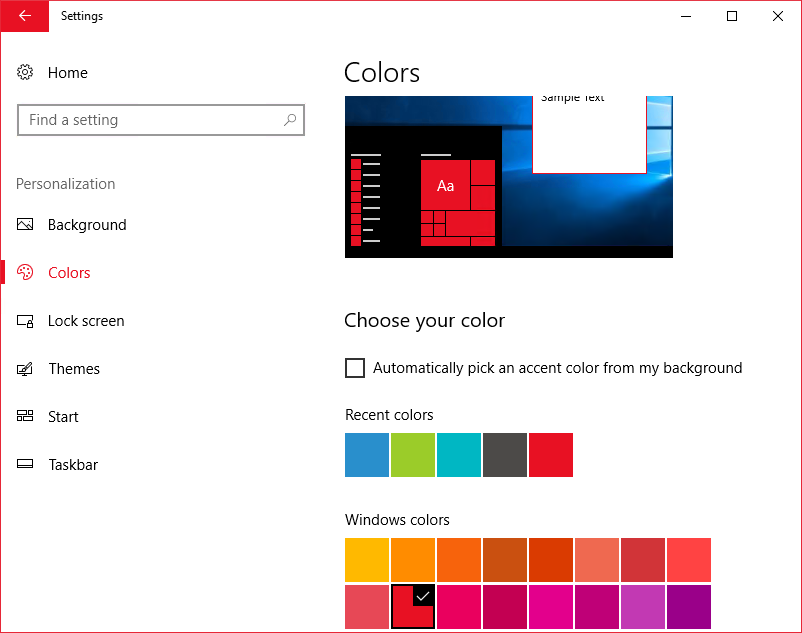 Settings
Home
Find a setting
Personalization
Background
Colors
Lock screen
Themes
Start
Taskbar
Colors
Sample Text
Aa
Choose your color
Automatically pick an accent color from my background
Recent colors
Windows colors